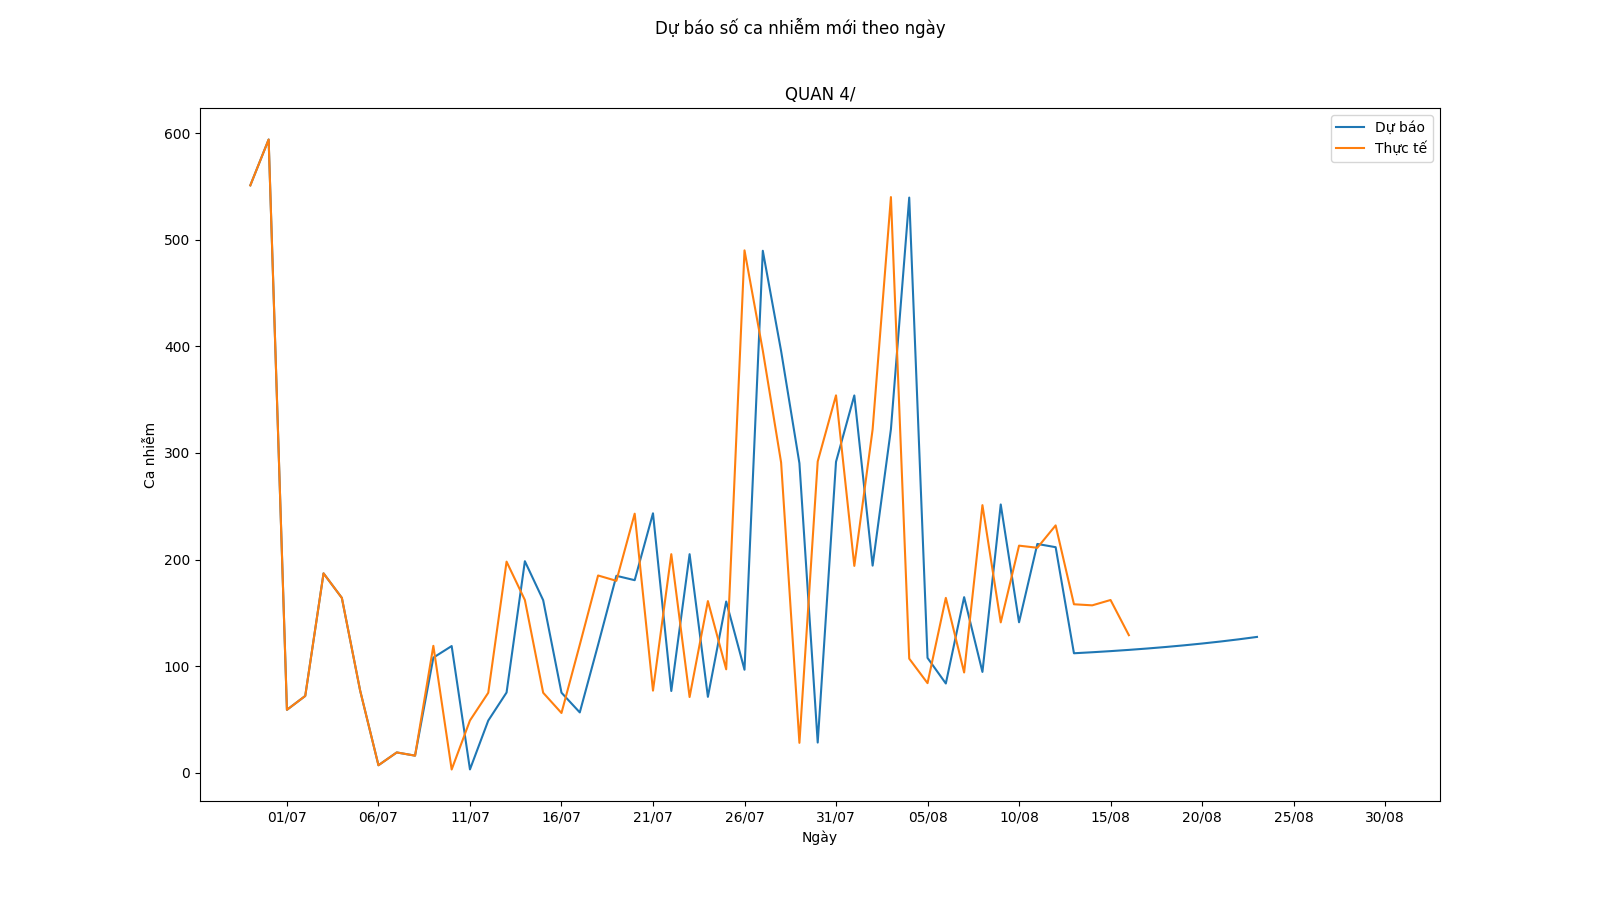 Dự báo số ca nhiễm mới theo ngày
QUAN 4/
Dự báo
Thực tế
600
500
400
300
200
100
0
Ca nhiễm
01/07 06/07 11/07 16/07 21/07 26/07 31/07 05/08 10/08 15/08 20/08 25/08 30/08
Ngày